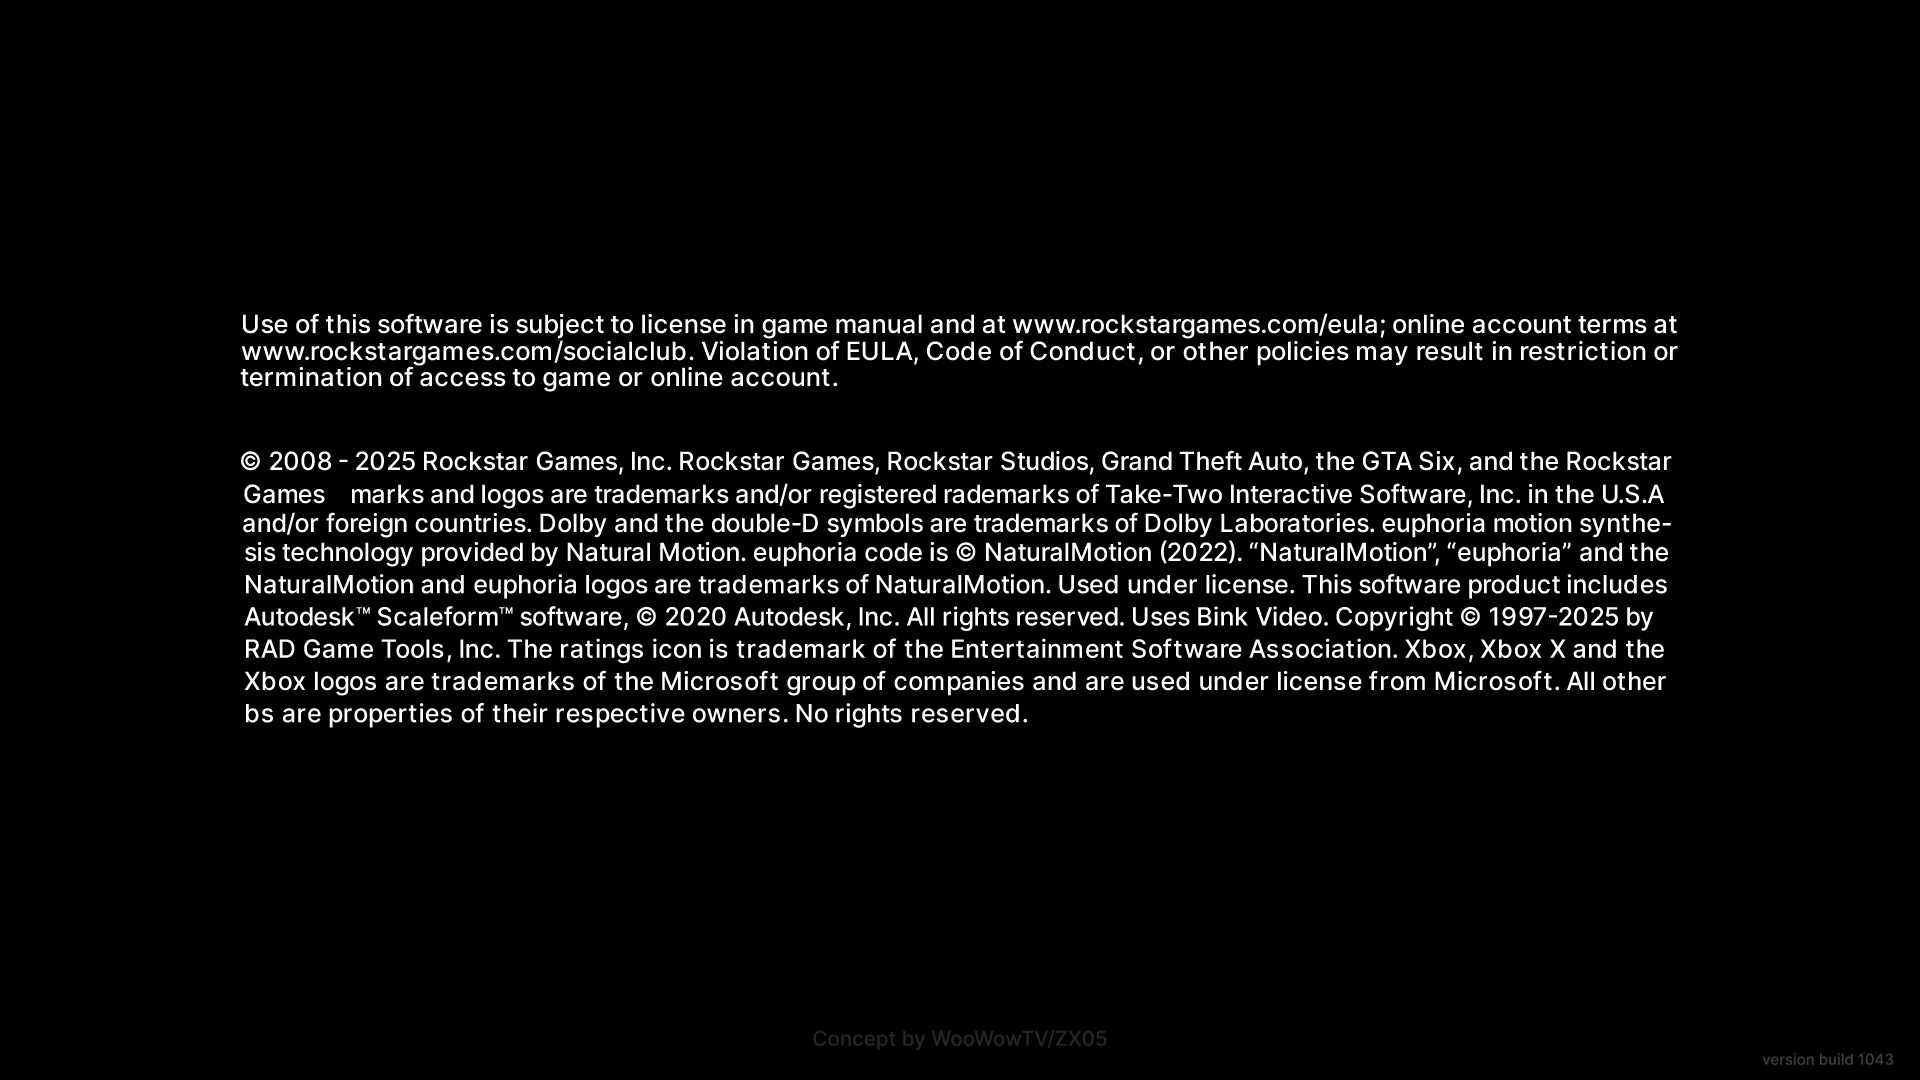 Use of this software is subject to license in game manual and at www.rockstargames.com/eula; online account terms at
www.rockstargames.com/socialclub. Violation of EULA, Code of Conduct, or other policies may result in restriction or
termination of access to game or online account.
© 2008 - 2025 Rockstar Games, Inc. Rockstar Games, Rockstar Studios, Grand Theft Auto, the GTA Six, and the Rockstar
Games marks and logos are trademarks and/or registered rademarks of Take-Two Interactive Software, Inc. in the U.S.A
and/or foreign countries. Dolby and the double-D symbols are trademarks of Dolby Laboratories. euphoria motion synthe-
sis technology provided by Natural Motion. euphoria code is © NaturalMotion (2022). “NaturalMotion”, “euphoria” and the
NaturalMotion and euphoria logos are trademarks of NaturalMotion. Used under license. This software product includes
Autodesk™ Scaleform™ software, © 2020 Autodesk, Inc. All rights reserved. Uses Bink Video. Copyright © 1997-2025 by
RAD Game Tools, Inc. The ratings icon is trademark of the Entertainment Software Association. Xbox, Xbox X and the
Xbox logos are trademarks of the Microsoft group of companies and are used under license from Microsoft. All other
bs are properties of their respective owners. No rights reserved.
Concept by WooWowTV/ZX05
version build 1043